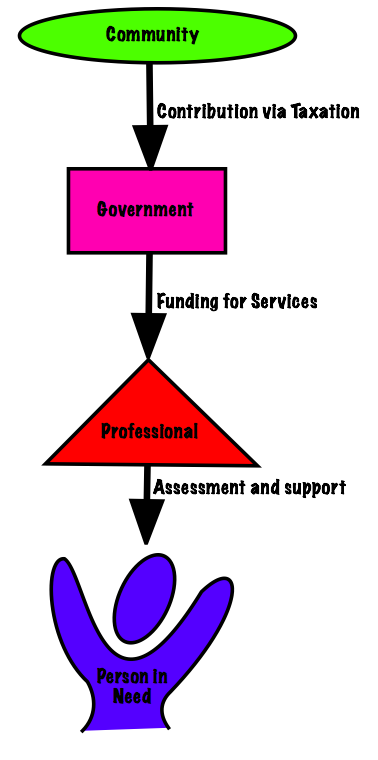 Community
Contribution via Taxation
Government
Funding for Services
Professional
Assessment and support
Person in
Need